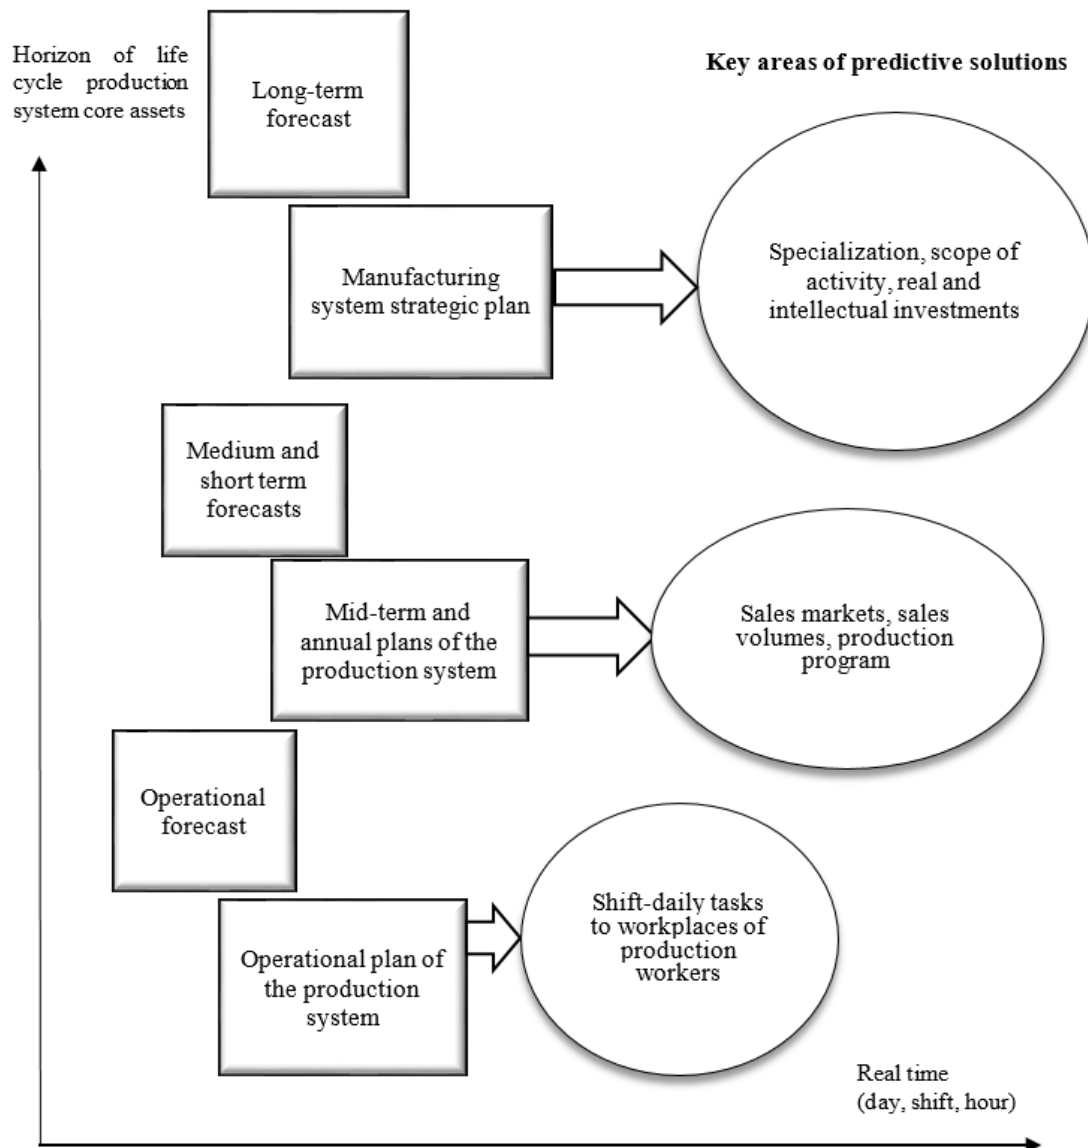 Horizon of life
cycle production
system core assets
Key areas of predictive solutions
Long-term
forecast
Manufacturing
system strategic plan
Specialization, scope of
activity, real and
intellectual investments
Medium and
short term
forecasts
Mid-term and
annual plans of the
production system
Sales markets, sales
volumes, production
program
Operational
forecast
Operational plan of
the production
system
Shift-daily tasks
to workplaces of
production
workers
Real time
(day, shift, hour)